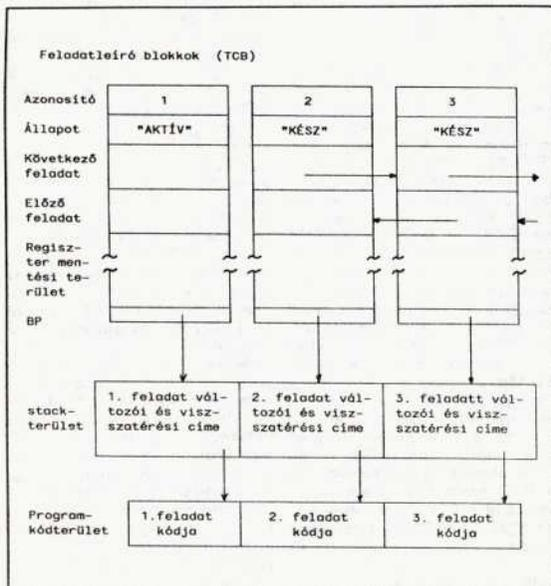 Feladatleíró blokkok (TCB)
Azonosító 1 2 3
Állapot "AKTÍV" "KÉSZ" "KÉSZ"
Következő
feladat
Előző
feladat
Regisz-
ter men-
tési te-
rület
BP
stack-
terület
1. feladat vál-
tozói és visz-
szatérési címe
2. feladat vál-
tozói és visz-
szatérési címe
3. feladatt vál-
tozói és visz-
szatérési címe
Program-
kódterület
1.feladat
kódja
2. feladat
kódja
3. feladat
kódja